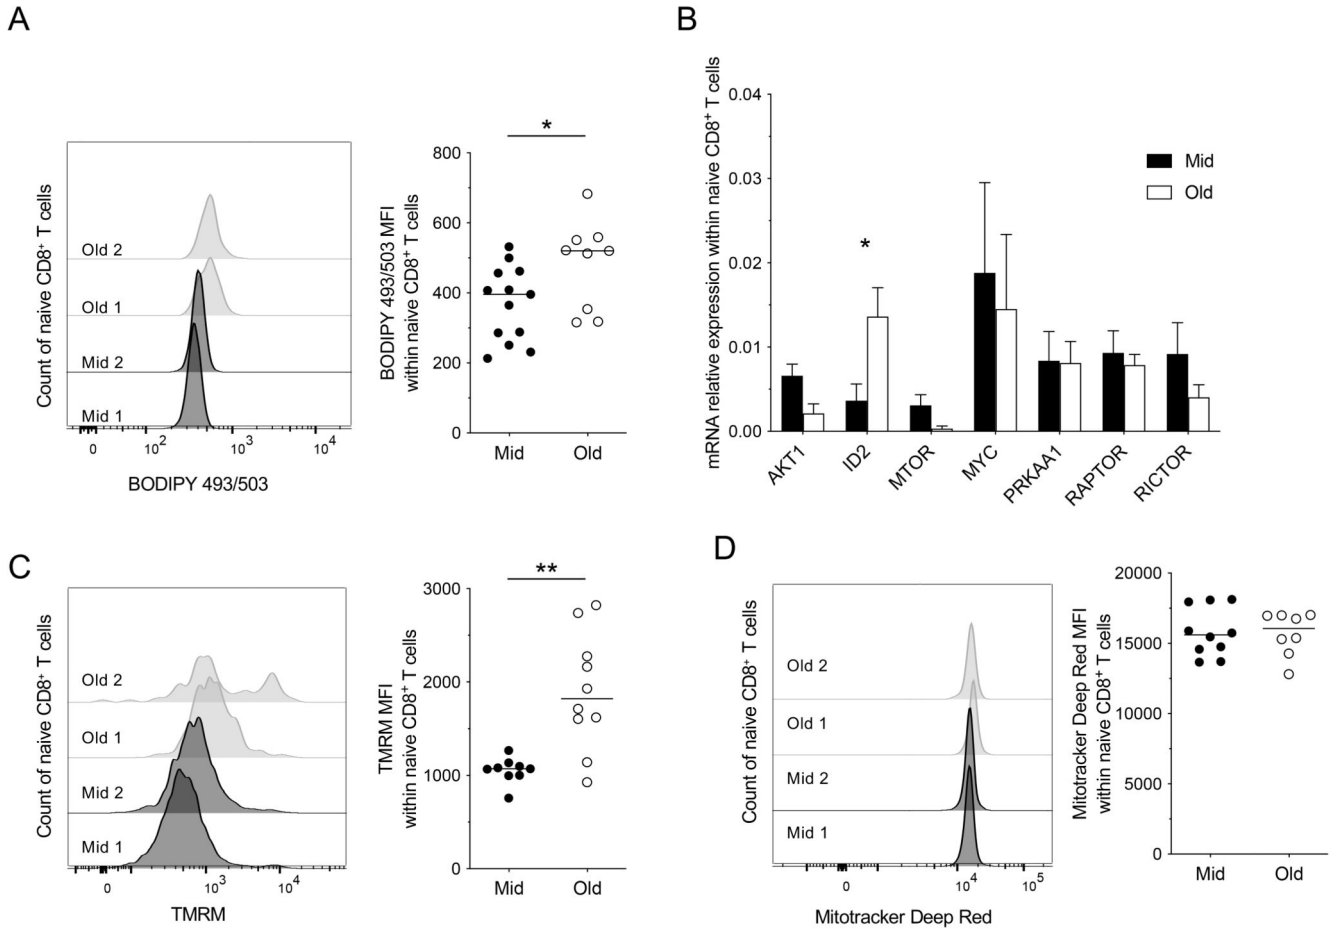 A
Count of naive CD8⁺ T cells
Old 2
Old 1
Mid 2
Mid 1
0 10² 10³ 10⁴
BODIPY 493/503
BODIPY 493/503 MFI
within naive CD8⁺ T cells
*
800
600
400
200
0
Mid Old
B
mRNA relative expression within naive CD8⁺ T cells
0.04
0.03
0.02
0.01
0.00
*
Mid
Old
AKT1 ID2 MTOR MYC PRKAA1 RAPTOR RICTOR
C
Count of naive CD8⁺ T cells
Old 2
Old 1
Mid 2
Mid 1
0 10³ 10⁴
TMRM
TMRM MFI
within naive CD8⁺ T cells
**
3000
2000
1000
0
Mid Old
D
Count of naive CD8⁺ T cells
Old 2
Old 1
Mid 2
Mid 1
0 10⁴ 10⁵
Mitotracker Deep Red
Mitotracker Deep Red MFI
within naive CD8⁺ T cells
20000
15000
10000
5000
0
Mid Old